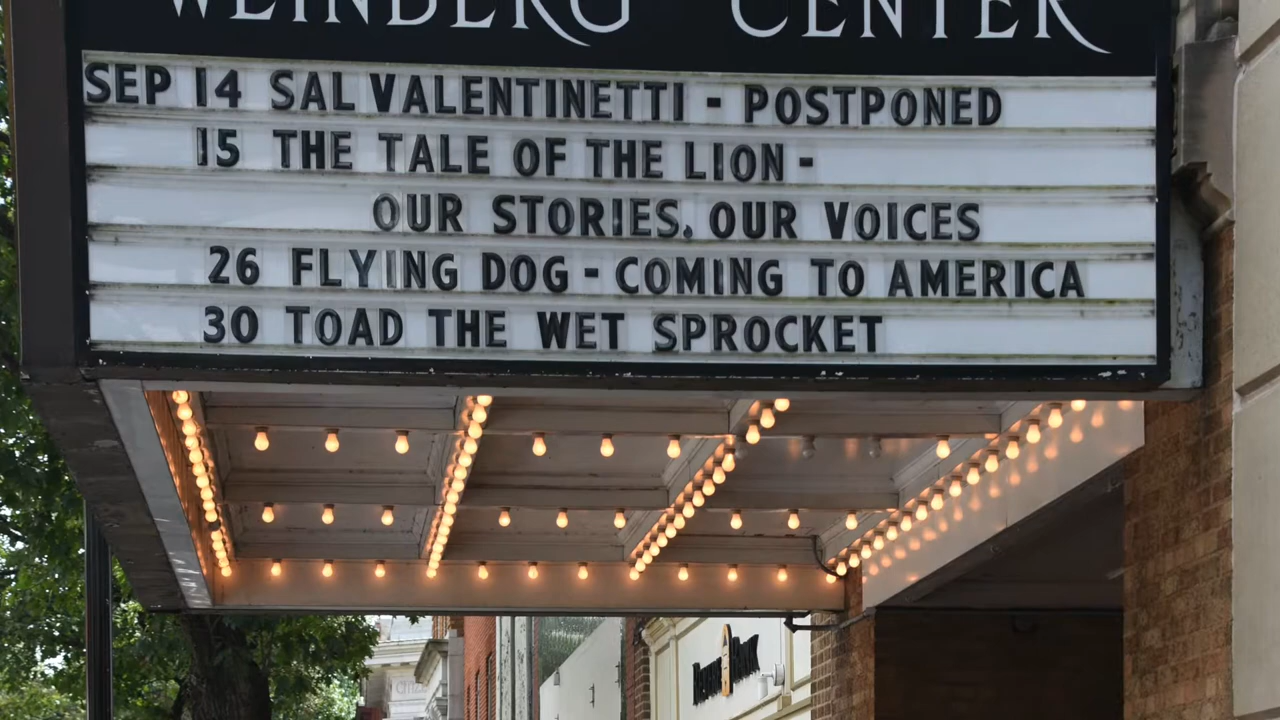 WEINBERG CENTER
SEP 14 SAL VALENTINETTI - POSTPONED
15 THE TALE OF THE LION -
OUR STORIES, OUR VOICES
26 FLYING DOG - COMING TO AMERICA
30 TOAD THE WET SPROCKET